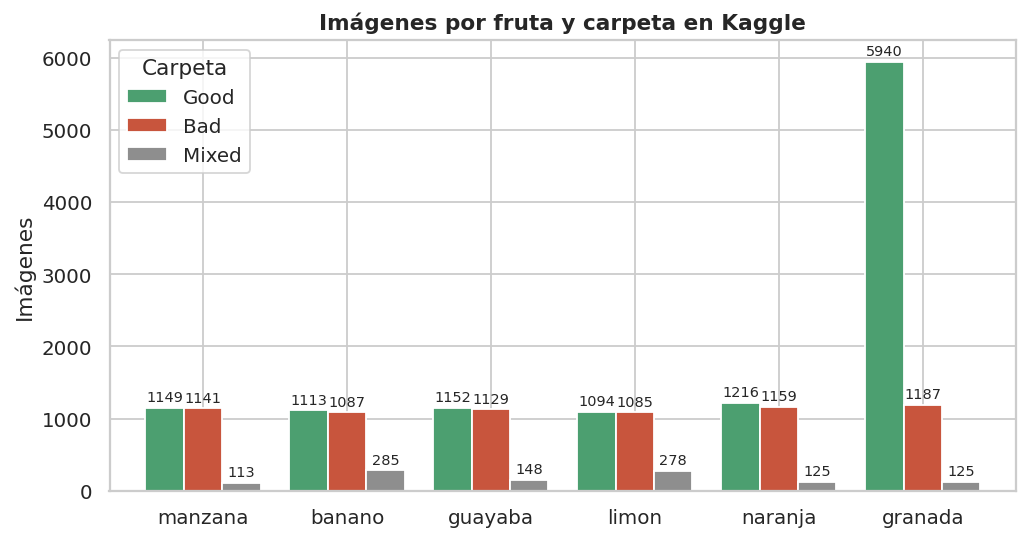 Imágenes por fruta y carpeta en Kaggle
Carpeta
Good
Bad
Mixed
Imágenes
6000
5000
4000
3000
2000
1000
0
1149 1141 113
1113 1087 285
1152 1129 148
1094 1085 278
1216 1159 125
5940 1187 125
manzana banano guayaba limon naranja granada